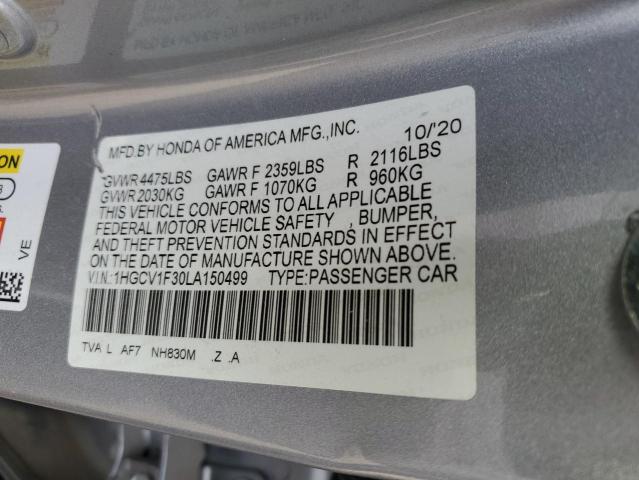 MFD.BY HONDA OF AMERICA MFG.,INC. 10/'20
GVWR 4475LBS GAWR F 2359LBS R 2116LBS
GVWR 2030KG GAWR F 1070KG R 960KG
THIS VEHICLE CONFORMS TO ALL APPLICABLE
FEDERAL MOTOR VEHICLE SAFETY , BUMPER,
AND THEFT PREVENTION STANDARDS IN EFFECT
ON THE DATE OF MANUFACTURE SHOWN ABOVE.
V.I.N.:1HGCV1F30LA150499 TYPE:PASSENGER CAR
TVA L AF7 NH830M .Z .A
VE